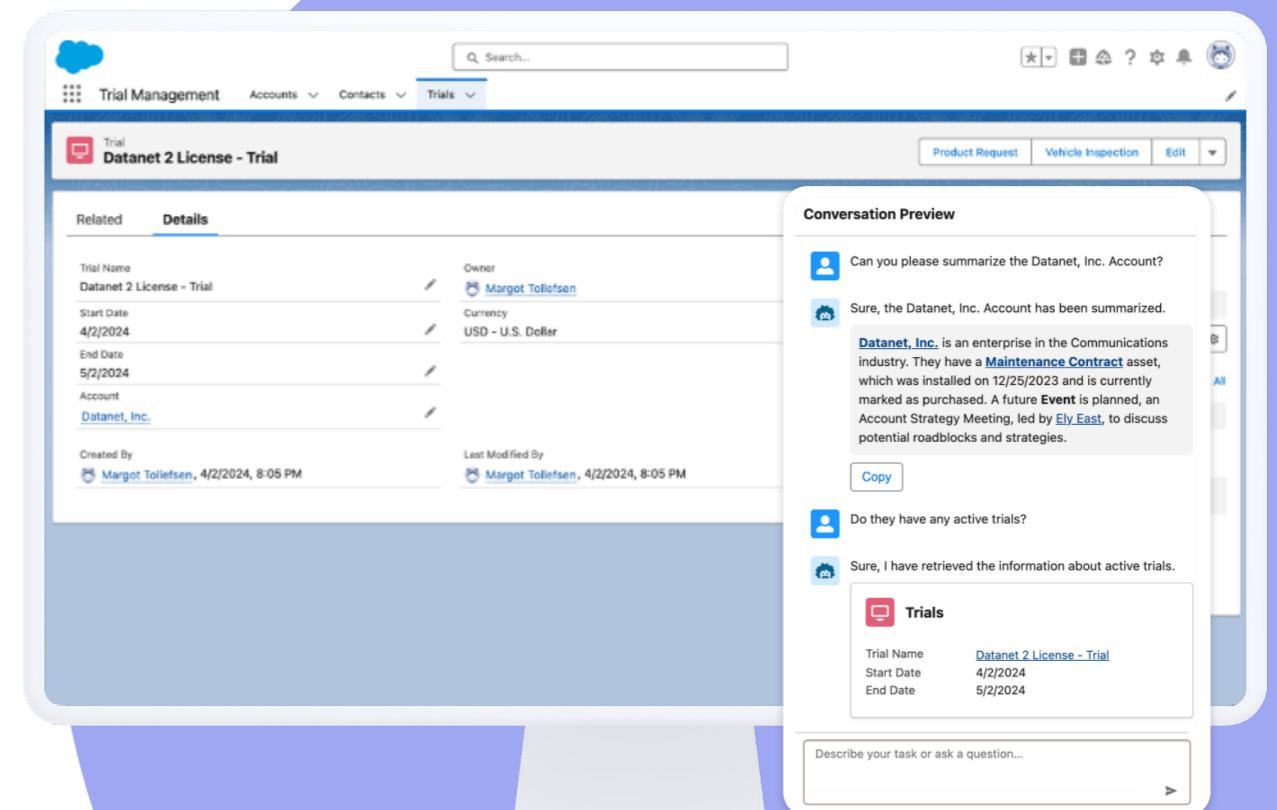 Search...
Trial Management Accounts Contacts Trials
Trial
Datanet 2 License - Trial
Product Request Vehicle Inspection Edit
Related Details
Trial Name
Datanet 2 License - Trial
Owner
Margot Tollefsen
Start Date
4/2/2024
Currency
USD - U.S. Dollar
End Date
5/2/2024
Account
Datanet, Inc.
Created By
Margot Tollefsen, 4/2/2024, 8:05 PM
Last Modified By
Margot Tollefsen, 4/2/2024, 8:05 PM
All
Conversation Preview
Can you please summarize the Datanet, Inc. Account?
Sure, the Datanet, Inc. Account has been summarized.
Datanet, Inc. is an enterprise in the Communications
industry. They have a Maintenance Contract asset,
which was installed on 12/25/2023 and is currently
marked as purchased. A future Event is planned, an
Account Strategy Meeting, led by Ely East, to discuss
potential roadblocks and strategies.
Copy
Do they have any active trials?
Sure, I have retrieved the information about active trials.
Trials
Trial Name Datanet 2 License - Trial
Start Date 4/2/2024
End Date 5/2/2024
Describe your task or ask a question...